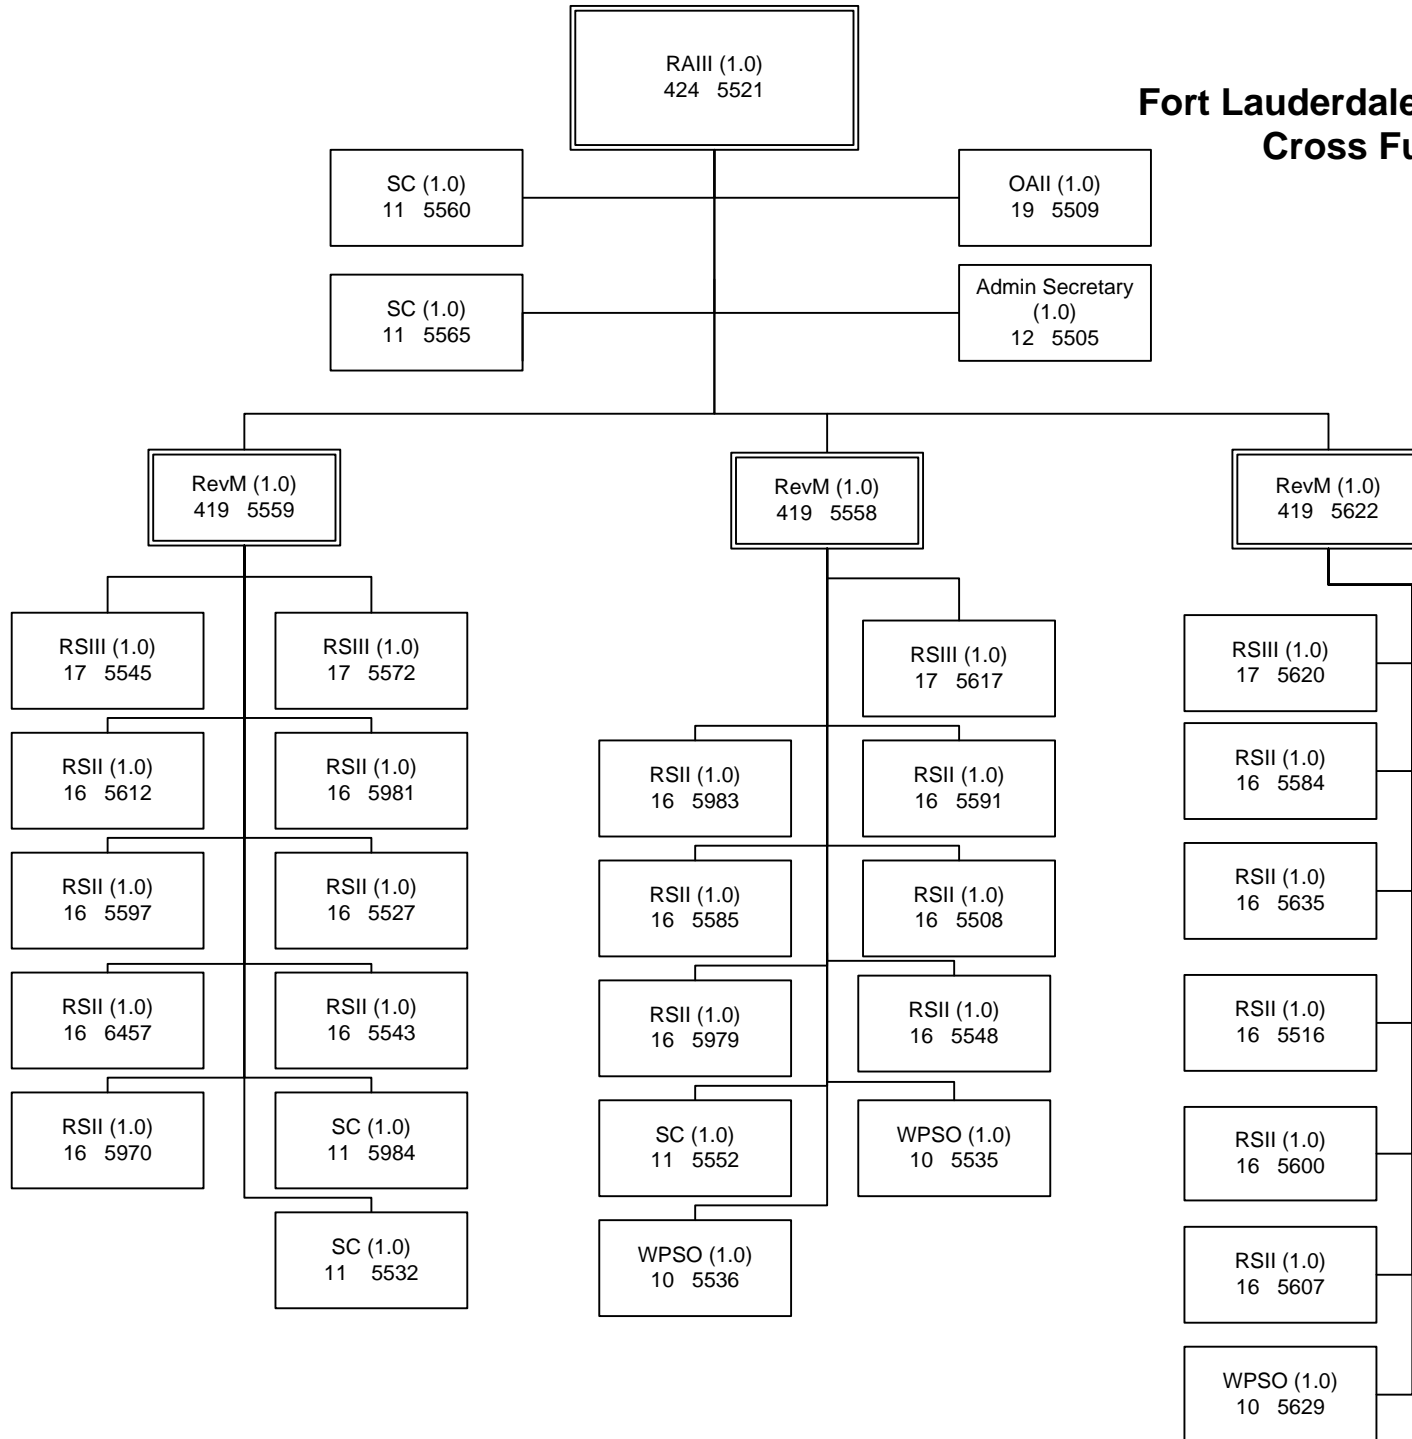 RAIII (1.0)
424 5521
Fort Lauderdale
Cross Fu
SC (1.0)
11 5560
OAII (1.0)
19 5509
SC (1.0)
11 5565
Admin Secretary
(1.0)
12 5505
RevM (1.0)
419 5559
RevM (1.0)
419 5558
RevM (1.0)
419 5622
RSIII (1.0)
17 5545
RSIII (1.0)
17 5572
RSII (1.0)
16 5612
RSII (1.0)
16 5981
RSII (1.0)
16 5597
RSII (1.0)
16 5527
RSII (1.0)
16 6457
RSII (1.0)
16 5543
RSII (1.0)
16 5970
SC (1.0)
11 5984
SC (1.0)
11 5532
RSIII (1.0)
17 5617
RSII (1.0)
16 5983
RSII (1.0)
16 5591
RSII (1.0)
16 5585
RSII (1.0)
16 5508
RSII (1.0)
16 5979
RSII (1.0)
16 5548
SC (1.0)
11 5552
WPSO (1.0)
10 5535
WPSO (1.0)
10 5536
RSIII (1.0)
17 5620
RSII (1.0)
16 5584
RSII (1.0)
16 5635
RSII (1.0)
16 5516
RSII (1.0)
16 5600
RSII (1.0)
16 5607
WPSO (1.0)
10 5629